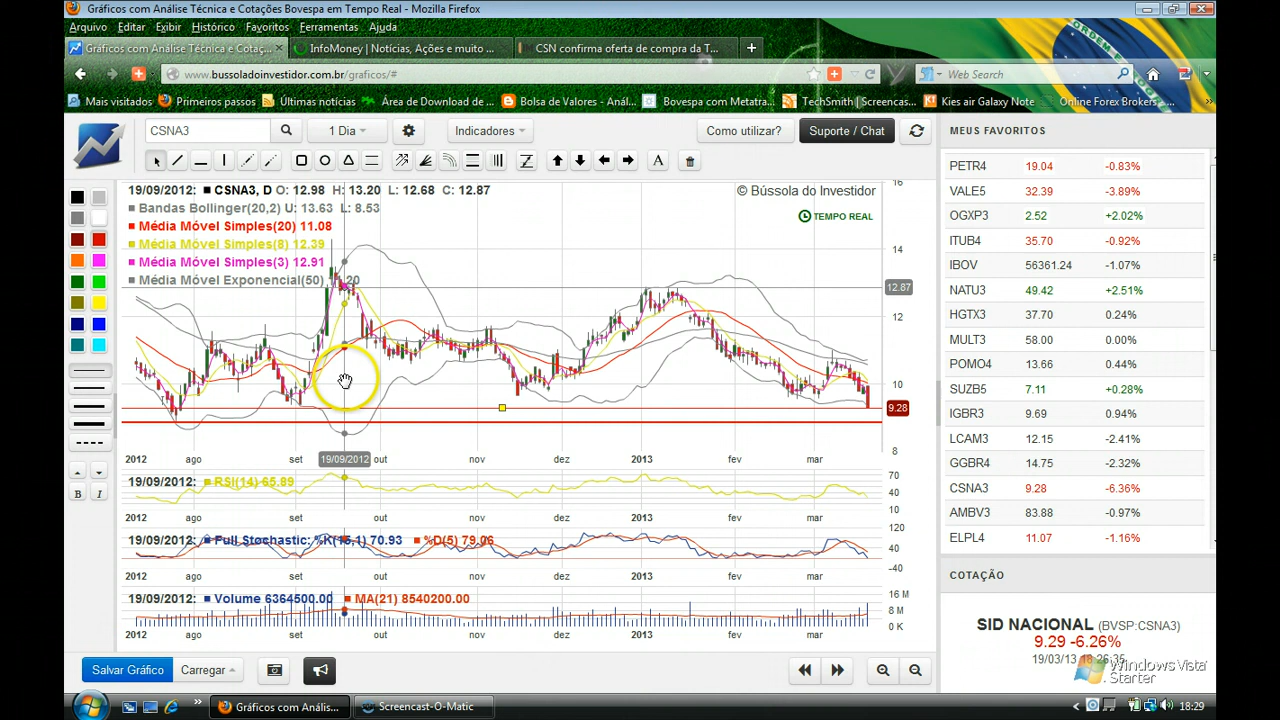 Gráficos com Análise Técnica e Cotações Bovespa em Tempo Real - Mozilla Firefox
Arquivo Editar Exibir Histórico Favoritos Ferramentas Ajuda
Gráficos com Análise Técnica e Cotaç... InfoMoney | Notícias, Ações e muito ... CSN confirma oferta de compra da T...
www.bussoladoinvestidor.com.br/graficos/# Web Search
Mais visitados Primeiros passos Últimas notícias Área de Download de ... Bolsa de Valores - Anál... Bovespa com Metatra... TechSmith | Screencas... Kies air Galaxy Note Online Forex Brokers ...
CSNA3 1 Dia Indicadores Como utilizar? Suporte / Chat
A
B I
19/09/2012: CSNA3, D O: 12.98 H: 13.20 L: 12.68 C: 12.87
© Bússola do Investidor
TEMPO REAL
Bandas Bollinger(20,2) U: 13.63 L: 8.53
Média Móvel Simples(20) 11.08
Média Móvel Simples(8) 12.39
Média Móvel Simples(3) 12.91
Média Móvel Exponencial(50)
16
14
12.87
12
10
9.28
8
2012 ago set 19/09/2012 out nov dez 2013 fev mar
19/09/2012: RSI(14) 65.89
70
40
10
2012 ago set out nov dez 2013 fev mar
19/09/2012: Full Stochastic: %K(15,1) 70.93 %D(5) 79.06
120
40
-40
2012 ago set out nov dez 2013 fev mar
19/09/2012: Volume 6364500.00 MA(21) 8540200.00
16 M
8 M
0 K
2012 ago set out nov dez 2013 fev mar
Salvar Gráfico Carregar
MEUS FAVORITOS
PETR4 19.04 -0.83%
VALE5 32.39 -3.89%
OGXP3 2.52 +2.02%
ITUB4 35.70 -0.92%
IBOV 56361.24 -1.07%
NATU3 49.42 +2.51%
HGTX3 37.70 0.24%
MULT3 58.00 0.00%
POMO4 13.66 0.44%
SUZB5 7.11 +0.28%
IGBR3 9.69 0.94%
LCAM3 12.15 -2.41%
GGBR4 14.75 -2.32%
CSNA3 9.28 -6.36%
AMBV3 83.88 -0.97%
ELPL4 11.07 -1.16%
COTAÇÃO
SID NACIONAL (BVSP:CSNA3)
9.29 -6.26%
19/03/13 18:26:35
Windows Vista
Starter
Gráficos com Anális... Screencast-O-Matic 18:29